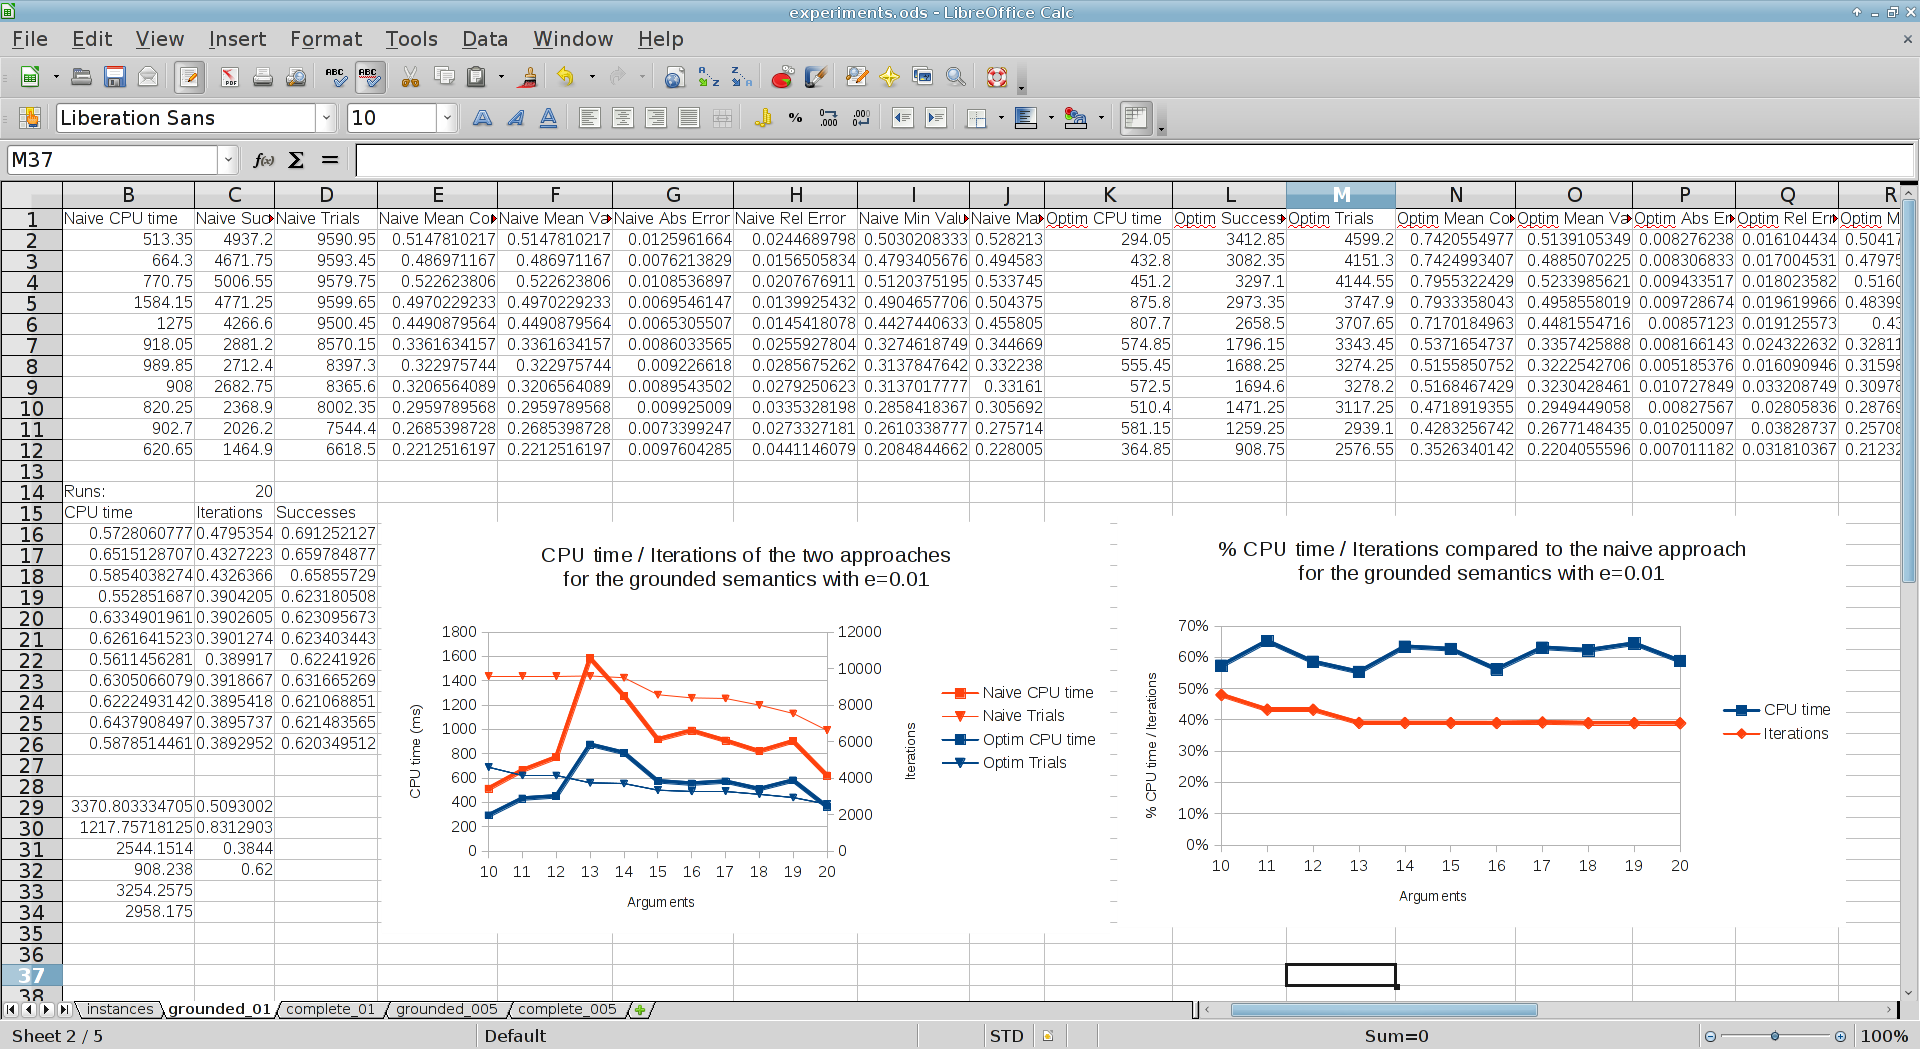 experiments.ods - LibreOffice Calc
File Edit View Insert Format Tools Data Window Help
Liberation Sans 10
M37
B C D E F G H I J K L M N O P Q R
1 Naive CPU time Naive Suc Naive Trials Naive Mean Co Naive Mean Va Naive Abs Error Naive Rel Error Naive Min Valu Naive Ma Optim CPU time Optim Success Optim Trials Optim Mean Co Optim Mean Va Optim Abs Er Optim Rel Err Optim M
2 513.35 4937.2 9590.95 0.5147810217 0.5147810217 0.0125961664 0.0244689798 0.5030208333 0.528213 294.05 3412.85 4599.2 0.7420554977 0.5139105349 0.008276238 0.016104434 0.50417
3 664.3 4671.75 9593.45 0.486971167 0.486971167 0.0076213829 0.0156505834 0.4793405676 0.494583 432.8 3082.35 4151.3 0.7424993407 0.4885070225 0.008306833 0.017004531 0.47975
4 770.75 5006.55 9579.75 0.522623806 0.522623806 0.0108536897 0.0207676911 0.5120375195 0.533745 451.2 3297.1 4144.55 0.7955322429 0.5233985621 0.009433517 0.018023582 0.5160
5 1584.15 4771.25 9599.65 0.4970229233 0.4970229233 0.0069546147 0.0139925432 0.4904657706 0.504375 875.8 2973.35 3747.9 0.7933358043 0.4958558019 0.009728674 0.019619966 0.48399
6 1275 4266.6 9500.45 0.4490879564 0.4490879564 0.0065305507 0.0145418078 0.4427440633 0.455805 807.7 2658.5 3707.65 0.7170184963 0.4481554716 0.00857123 0.019125573 0.43
7 918.05 2881.2 8570.15 0.3361634157 0.3361634157 0.0086033565 0.0255927804 0.3274618749 0.344669 574.85 1796.15 3343.45 0.5371654737 0.3357425888 0.008166143 0.024322632 0.32811
8 989.85 2712.4 8397.3 0.322975744 0.322975744 0.009226618 0.0285675262 0.3137847642 0.332238 555.45 1688.25 3274.25 0.5155850752 0.3222542706 0.005185376 0.016090946 0.31598
9 908 2682.75 8365.6 0.3206564089 0.3206564089 0.0089543502 0.0279250623 0.3137017777 0.33161 572.5 1694.6 3278.2 0.5168467429 0.3230428461 0.010727849 0.033208749 0.30978
10 820.25 2368.9 8002.35 0.2959789568 0.2959789568 0.009925009 0.0335328198 0.2858418367 0.305692 510.4 1471.25 3117.25 0.4718919355 0.2949449058 0.00827567 0.02805836 0.28769
11 902.7 2026.2 7544.4 0.2685398728 0.2685398728 0.0073399247 0.0273327181 0.2610338777 0.275714 581.15 1259.25 2939.1 0.4283256742 0.2677148435 0.010250097 0.03828737 0.25708
12 620.65 1464.9 6618.5 0.2212516197 0.2212516197 0.0097604285 0.0441146079 0.2084844662 0.228005 364.85 908.75 2576.55 0.3526340142 0.2204055596 0.007011182 0.031810367 0.21232
13
14 Runs: 20
15 CPU time Iterations Successes
16 0.5728060777 0.4795354 0.691252127
17 0.6515128707 0.4327223 0.659784877
18 0.5854038274 0.4326366 0.65855729
19 0.552851687 0.3904205 0.623180508
20 0.6334901961 0.3902605 0.623095673
21 0.6261641523 0.3901274 0.623403443
22 0.5611456281 0.389917 0.62241926
23 0.6305066079 0.3918667 0.631665269
24 0.6222493142 0.3895418 0.621068851
25 0.6437908497 0.3895737 0.621483565
26 0.5878514461 0.3892952 0.620349512
27
28
29 3370.803334705 0.5093002
30 1217.75718125 0.8312903
31 2544.1514 0.3844
32 908.238 0.62
33 3254.2575
34 2958.175
35
36
37
38
CPU time / Iterations of the two approaches
for the grounded semantics with e=0.01
1800 12000
1600
1400 10000
1200 8000
1000
800 6000
600 4000
400
200 2000
0 0
10 11 12 13 14 15 16 17 18 19 20
CPU time (ms)
Iterations
Arguments
Naive CPU time
Naive Trials
Optim CPU time
Optim Trials
% CPU time / Iterations compared to the naive approach
for the grounded semantics with e=0.01
70%
60%
50%
40%
30%
20%
10%
0%
10 11 12 13 14 15 16 17 18 19 20
% CPU time / Iterations
Arguments
CPU time
Iterations
instances grounded_01 complete_01 grounded_005 complete_005
Sheet 2 / 5 Default STD Sum=0 100%